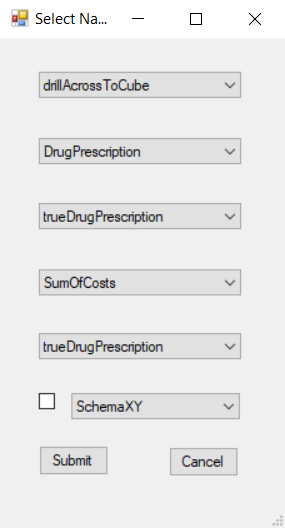 Select Na...
drillAcrossToCube
DrugPrescription
trueDrugPrescription
SumOfCosts
trueDrugPrescription
SchemaXY
Submit Cancel